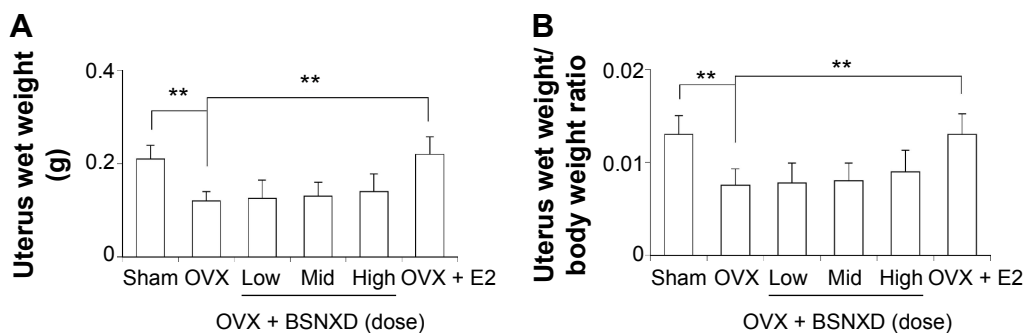 A
Uterus wet weight
(g)
0.4
0.2
0
**
**
Sham OVX Low Mid High OVX + E2
OVX + BSNXD (dose)
B
Uterus wet weight/
body weight ratio
0.02
0.01
0
**
**
Sham OVX Low Mid High OVX + E2
OVX + BSNXD (dose)